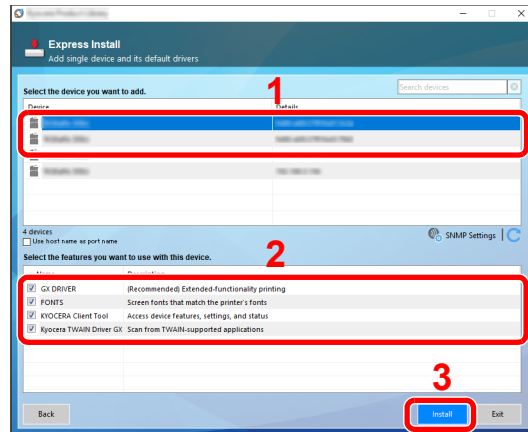 Express Install
Add single device and its default drivers
1
Select the device you want to add.
Search devices
Device Details
4 devices
SNMP Settings
Use host name as port name
2
Select the features you want to use with this device.
Name Description
GX DRIVER (Recommended) Extended-functionality printing
FONTS Screen fonts that match the printer's fonts
KYOCERA Client Tool Access device features, settings, and status
Kyocera TWAIN Driver GX Scan from TWAIN-supported applications
3
Back Install Exit